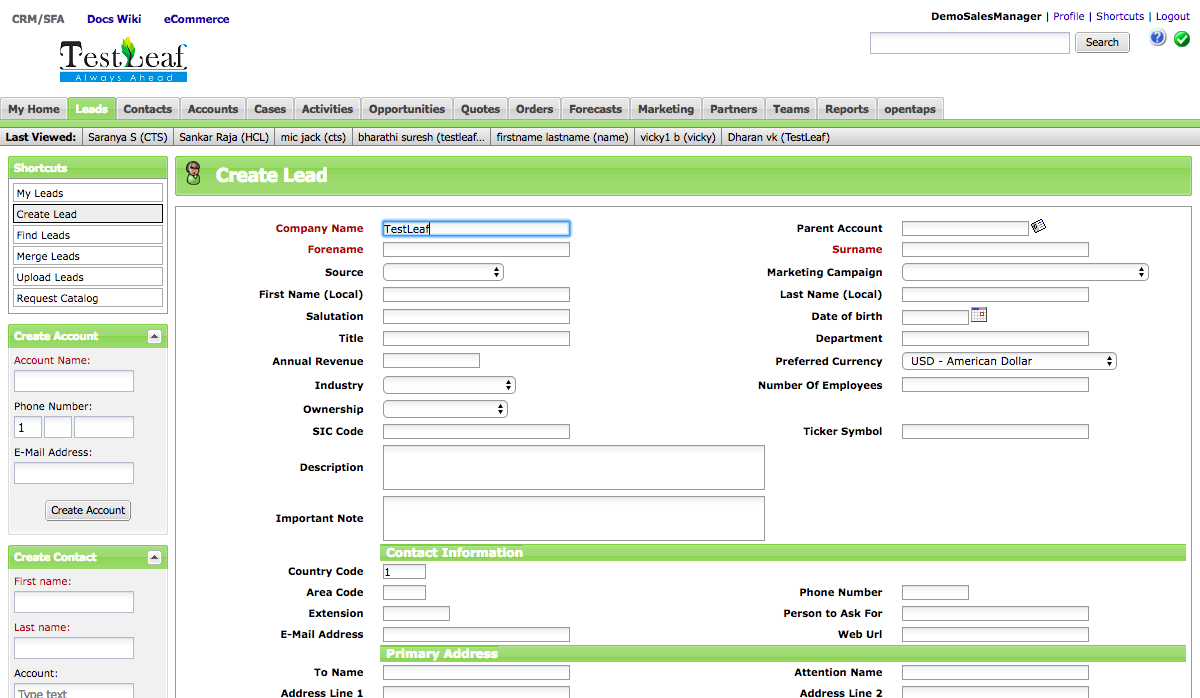 CRM/SFA Docs Wiki eCommerce
DemoSalesManager | Profile | Shortcuts | Logout
TestLeaf
Always Ahead
Search
?
My Home Leads Contacts Accounts Cases Activities Opportunities Quotes Orders Forecasts Marketing Partners Teams Reports opentaps
Last Viewed: Saranya S (CTS) Sankar Raja (HCL) mic jack (cts) bharathi suresh (testleaf... firstname lastname (name) vicky1 b (vicky) Dharan vk (TestLeaf)
Shortcuts
My Leads
Create Lead
Find Leads
Merge Leads
Upload Leads
Request Catalog
Create Account
Account Name:
Phone Number:
1
E-Mail Address:
Create Account
Create Contact
First name:
Last name:
Account:
Type text
Create Lead
Company Name TestLeaf Parent Account
Forename Surname
Source Marketing Campaign
First Name (Local) Last Name (Local)
Salutation Date of birth
Title Department
Annual Revenue Preferred Currency USD - American Dollar
Industry Number Of Employees
Ownership
SIC Code Ticker Symbol
Description
Important Note
Contact Information
Country Code 1
Area Code Phone Number
Extension Person to Ask For
E-Mail Address Web Url
Primary Address
To Name Attention Name
Address Line 1 Address Line 2